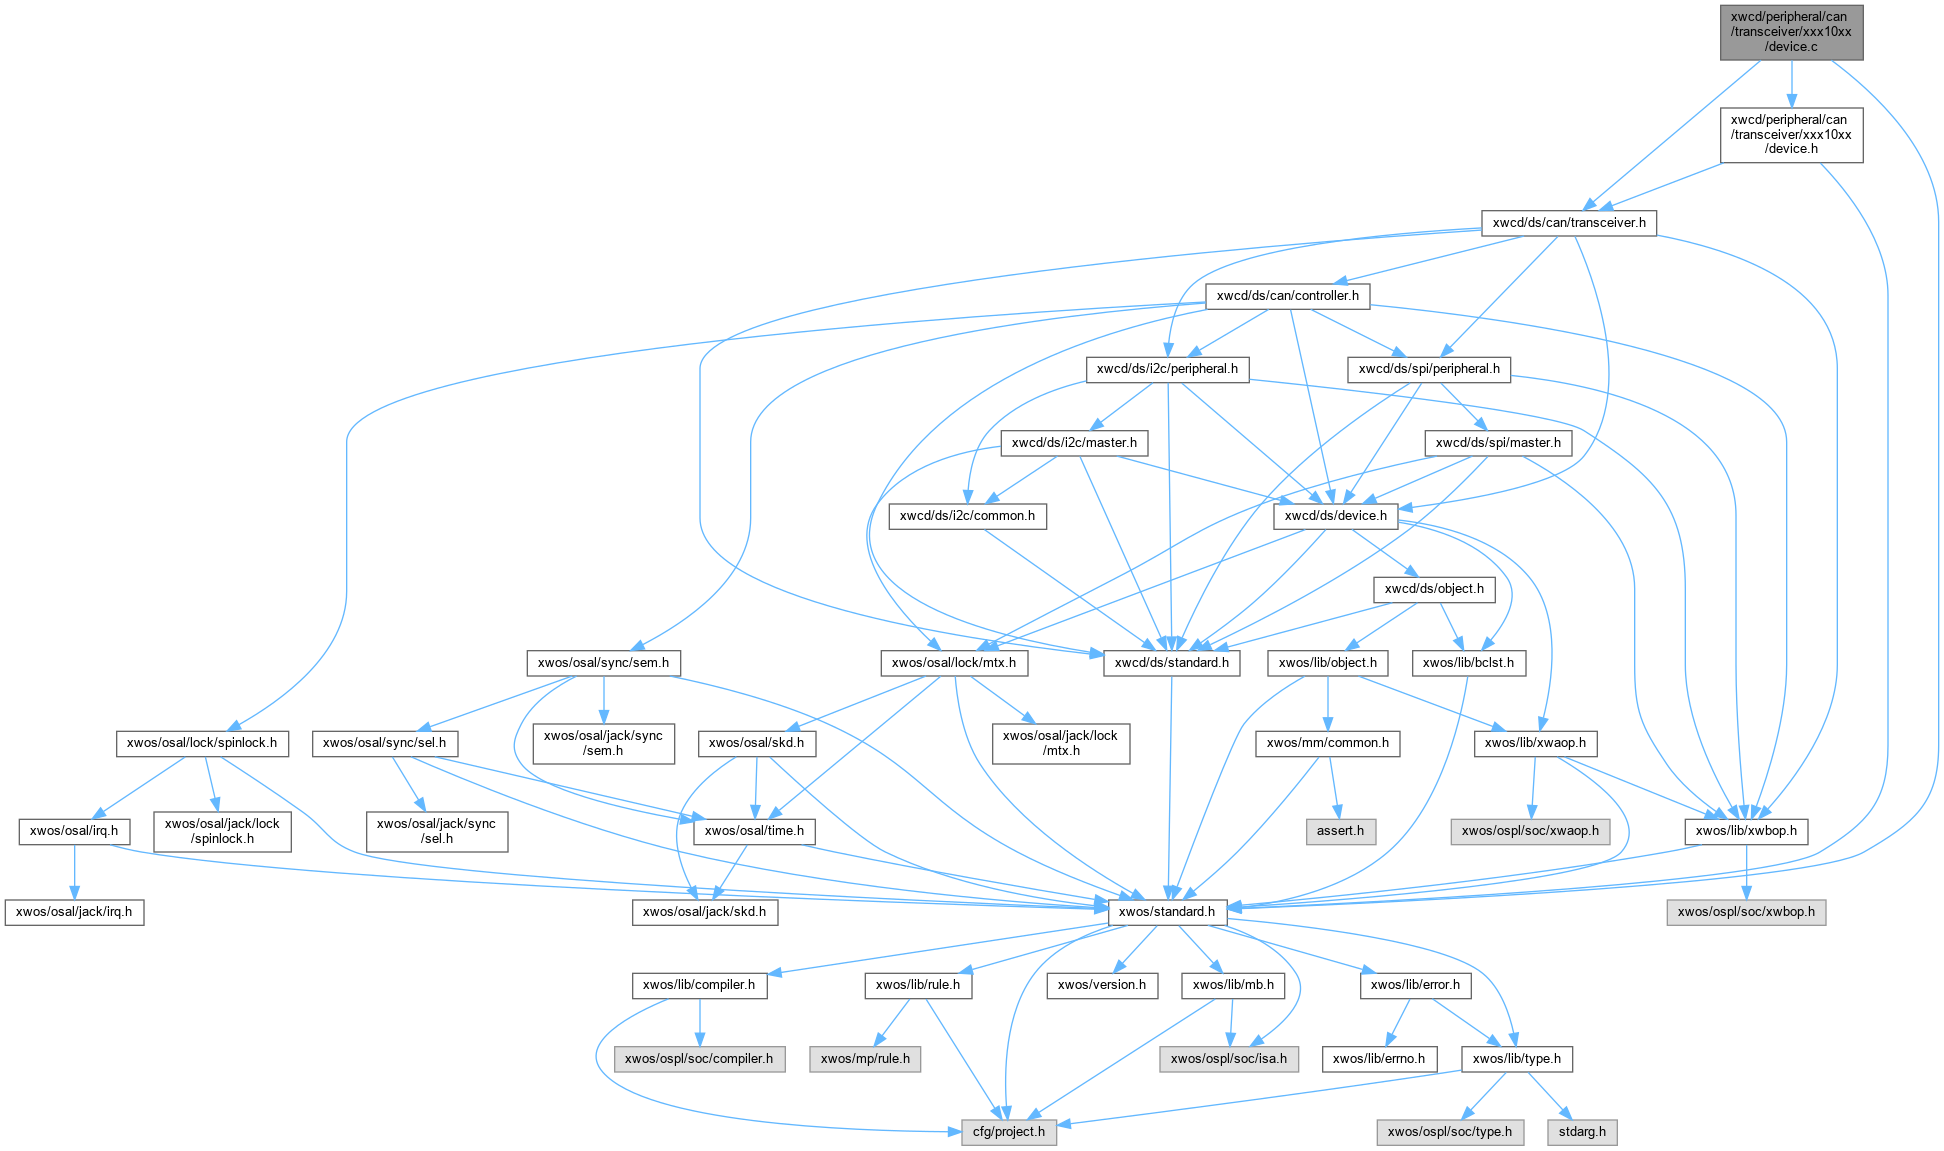 xwcd/peripheral/can
/transceiver/xxx10xx
/device.c
xwcd/peripheral/can
/transceiver/xxx10xx
/device.h
xwcd/ds/can/transceiver.h
xwcd/ds/can/controller.h
xwcd/ds/i2c/peripheral.h
xwcd/ds/spi/peripheral.h
xwcd/ds/i2c/master.h
xwcd/ds/spi/master.h
xwcd/ds/i2c/common.h
xwcd/ds/device.h
xwcd/ds/object.h
xwos/osal/sync/sem.h
xwos/osal/lock/mtx.h
xwcd/ds/standard.h
xwos/lib/object.h
xwos/lib/bclst.h
xwos/osal/lock/spinlock.h
xwos/osal/sync/sel.h
xwos/osal/jack/sync
/sem.h
xwos/osal/skd.h
xwos/osal/jack/lock
/mtx.h
xwos/mm/common.h
xwos/lib/xwaop.h
xwos/osal/irq.h
xwos/osal/jack/lock
/spinlock.h
xwos/osal/jack/sync
/sel.h
xwos/osal/time.h
assert.h
xwos/ospl/soc/xwaop.h
xwos/lib/xwbop.h
xwos/osal/jack/irq.h
xwos/osal/jack/skd.h
xwos/standard.h
xwos/ospl/soc/xwbop.h
xwos/lib/compiler.h
xwos/lib/rule.h
xwos/version.h
xwos/lib/mb.h
xwos/lib/error.h
xwos/ospl/soc/compiler.h
xwos/mp/rule.h
xwos/ospl/soc/isa.h
xwos/lib/errno.h
xwos/lib/type.h
cfg/project.h
xwos/ospl/soc/type.h
stdarg.h